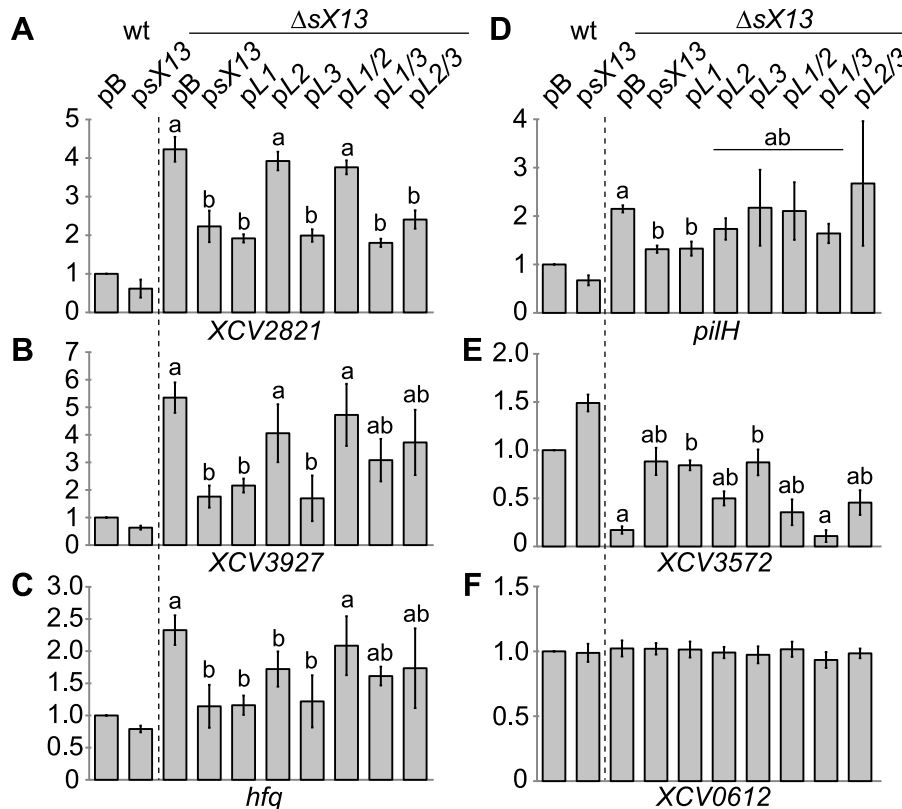 A
wt
ΔsX13
pB
psX13
pB
psX13
pL1
pL2
pL3
pL1/2
pL1/3
pL2/3
5
4
3
2
1
0
a
b
b
a
b
a
b
b
XCV2821
B
7
6
5
4
3
2
1
0
a
b
b
a
b
a
ab
ab
XCV3927
C
3.0
2.5
2.0
1.5
1.0
0.5
0
a
b
b
b
b
a
ab
ab
hfq
D
wt
ΔsX13
pB
psX13
pB
psX13
pL1
pL2
pL3
pL1/2
pL1/3
pL2/3
4
3
2
1
0
a
b
b
ab
pilH
E
2.0
1.5
1.0
0.5
0
a
ab
b
ab
b
ab
a
ab
XCV3572
F
1.5
1.0
0.5
0
XCV0612